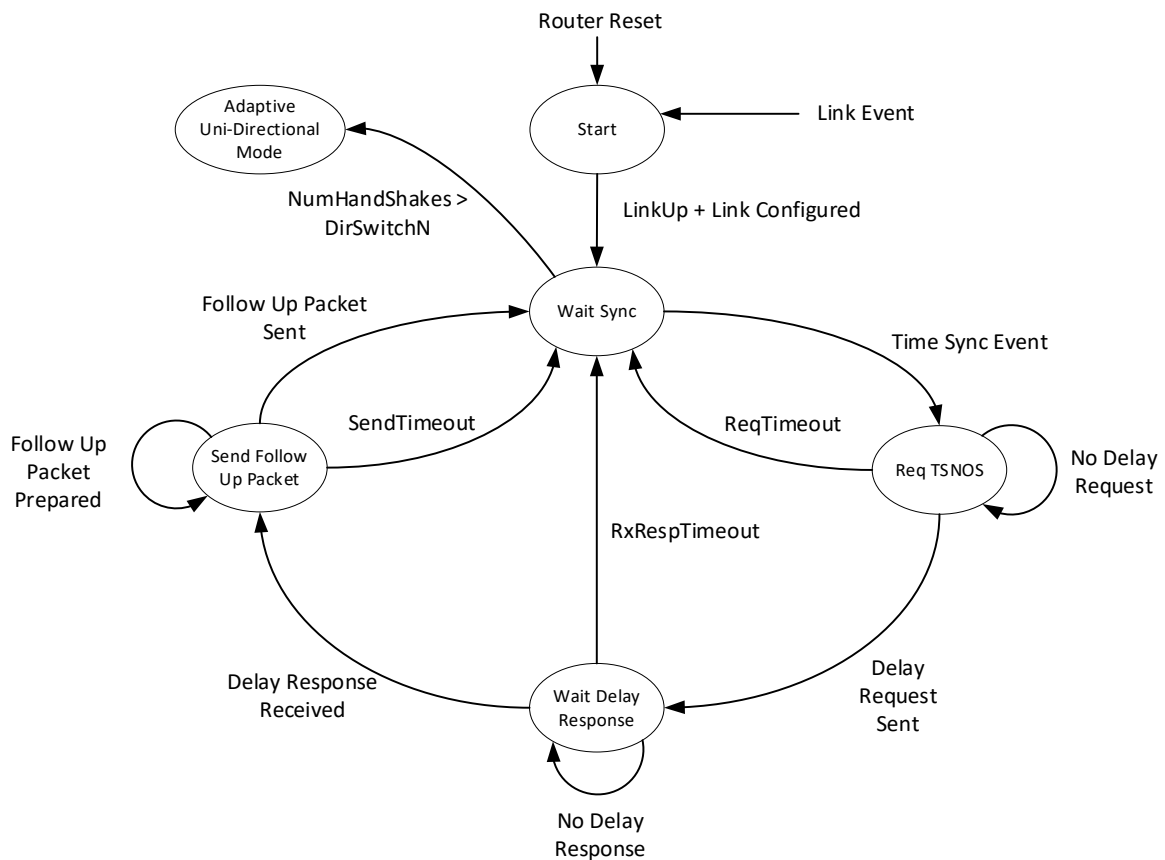 Router Reset
Adaptive
Uni-Directional
Mode
Start
Link Event
NumHandShakes >
DirSwitchN
LinkUp + Link Configured
Follow Up Packet
Sent
Wait Sync
Time Sync Event
SendTimeout
ReqTimeout
Follow Up
Packet
Prepared
Send Follow
Up Packet
Req TSNOS
No Delay
Request
RxRespTimeout
Delay Response
Received
Wait Delay
Response
Delay
Request
Sent
No Delay
Response